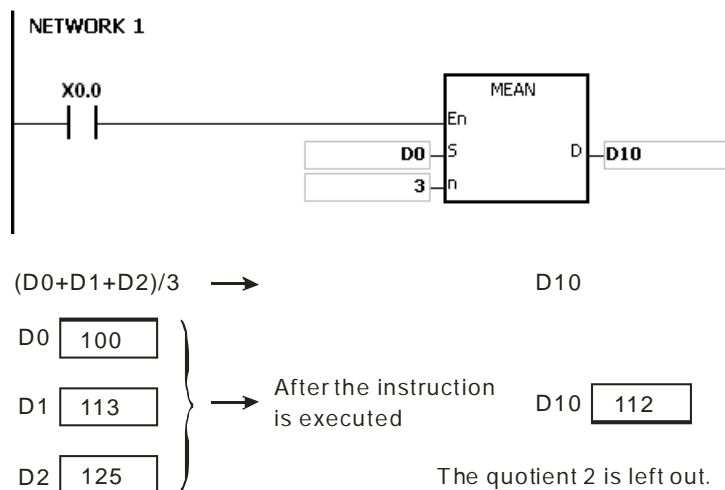 NETWORK 1
X0.0
MEAN
En
D0 S D D10
3 n
(D0+D1+D2)/3 D10
D0 100
D1 113
D2 125
After the instruction
is executed
D10 112
The quotient 2 is left out.